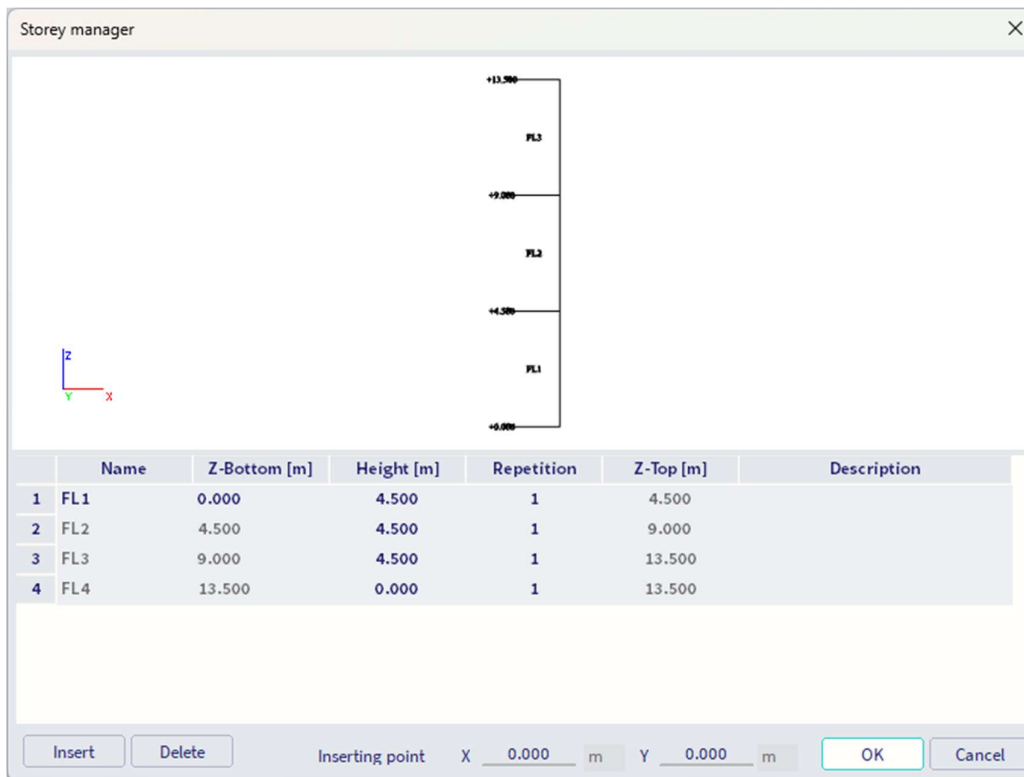 Storey manager
+13.500
FL3
+9.000
FL2
+4.500
FL1
+0.000
Z
Y X
Name Z-Bottom [m] Height [m] Repetition Z-Top [m] Description
1 FL1 0.000 4.500 1 4.500
2 FL2 4.500 4.500 1 9.000
3 FL3 9.000 4.500 1 13.500
4 FL4 13.500 0.000 1 13.500
Insert Delete Inserting point X 0.000 m Y 0.000 m OK Cancel